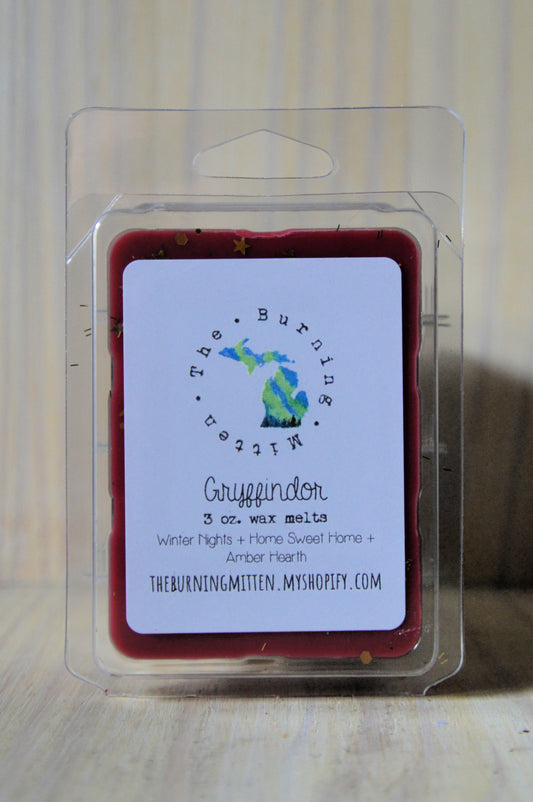 The • Burning • Mitten •
Gryffindor
3 oz. wax melts
Winter Nights + Home Sweet Home +
Amber Hearth
THEBURNINGMITTEN.MYSHOPIFY.COM